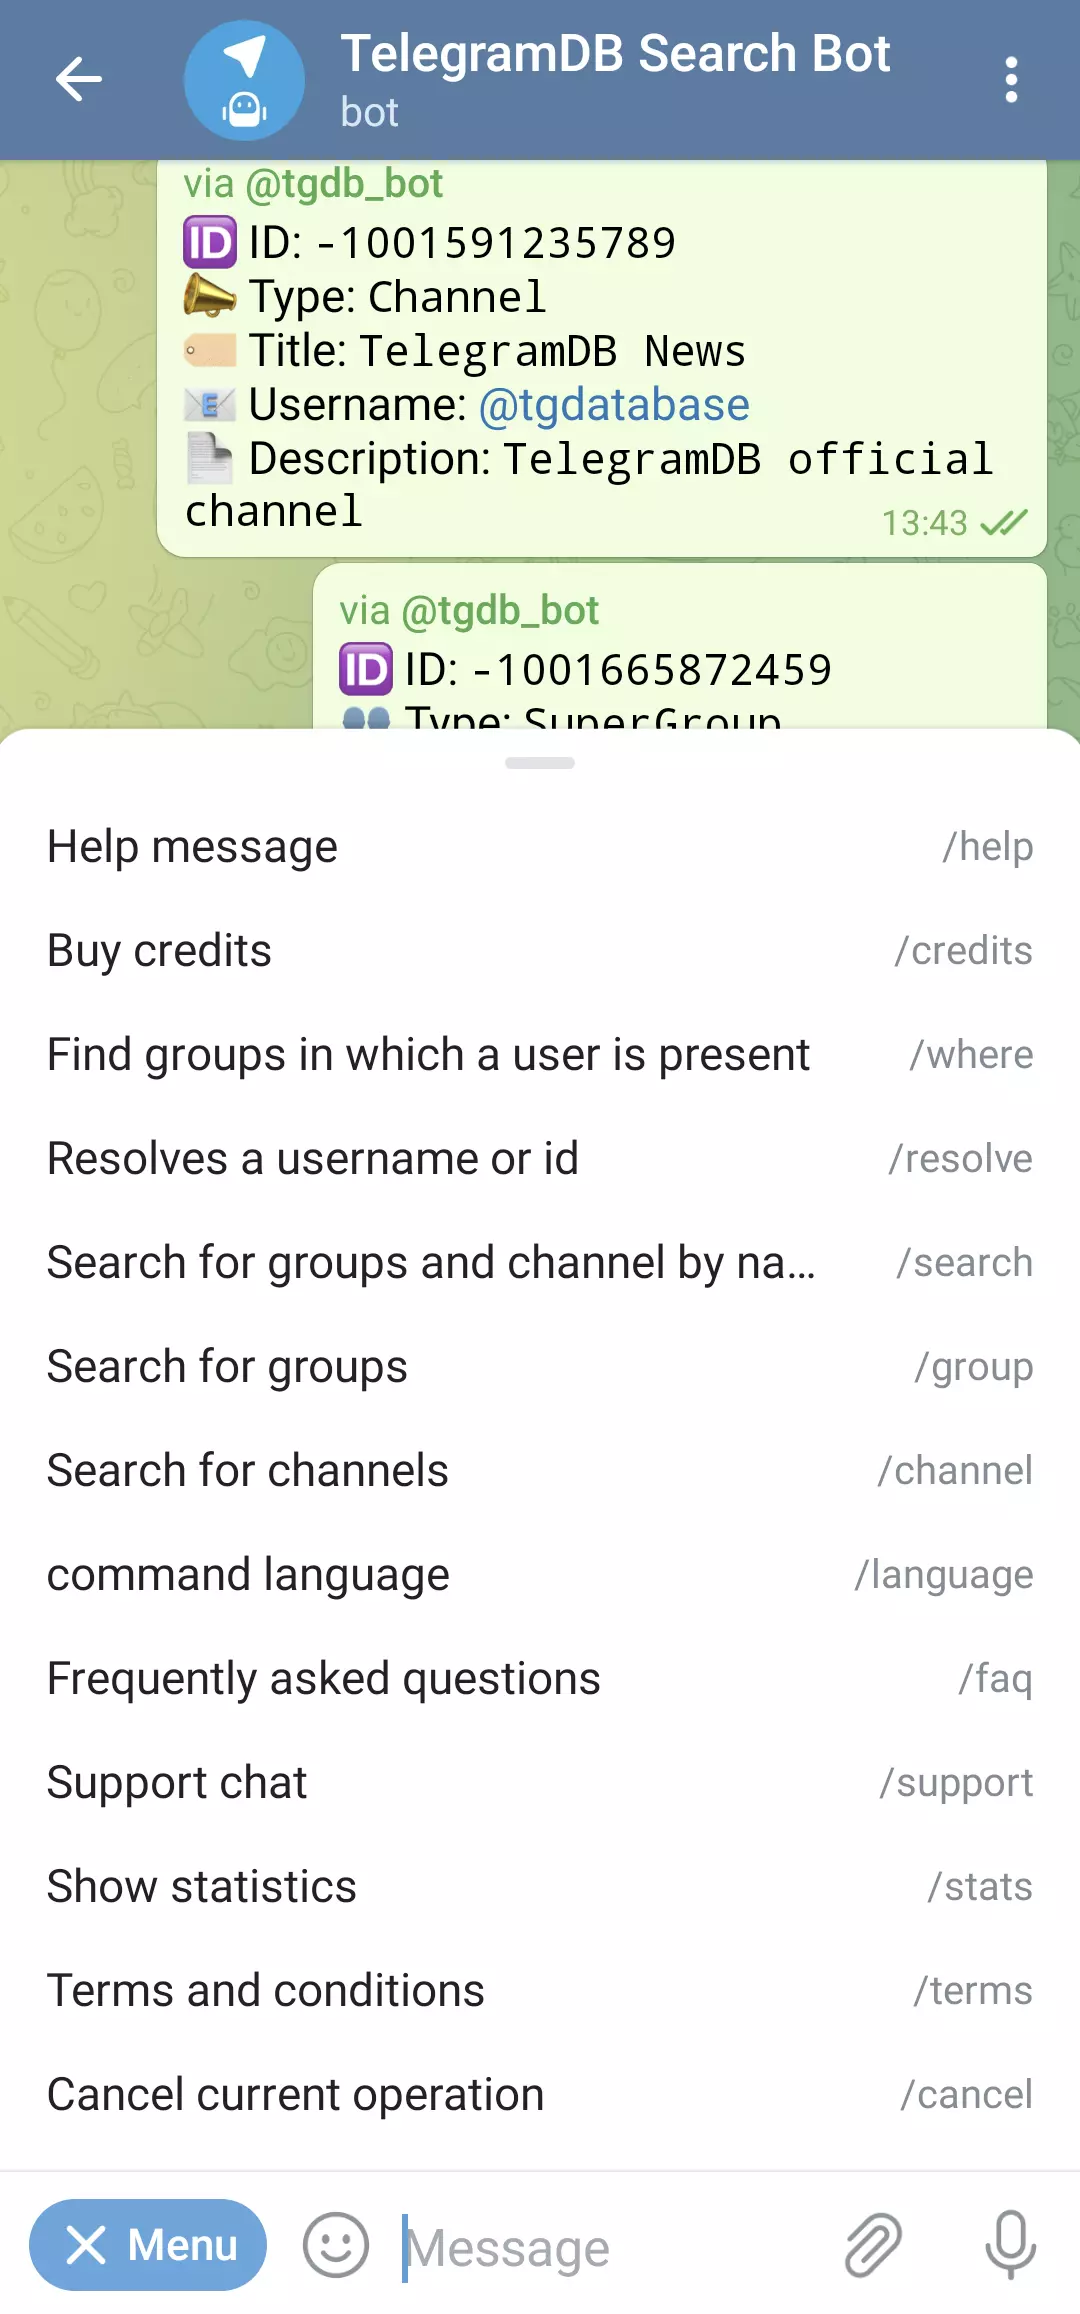 TelegramDB Search Bot
bot
via @tgdb_bot
🆔 ID: -1001591235789
Type: Channel
Title: TelegramDB News
Username: @tgdatabase
Description: TelegramDB official
channel
13:43
via @tgdb_bot
🆔 ID: -1001665872459
Type: SuperGroup
Help message /help
Buy credits /credits
Find groups in which a user is present /where
Resolves a username or id /resolve
Search for groups and channel by na... /search
Search for groups /group
Search for channels /channel
command language /language
Frequently asked questions /faq
Support chat /support
Show statistics /stats
Terms and conditions /terms
Cancel current operation /cancel
Menu Message